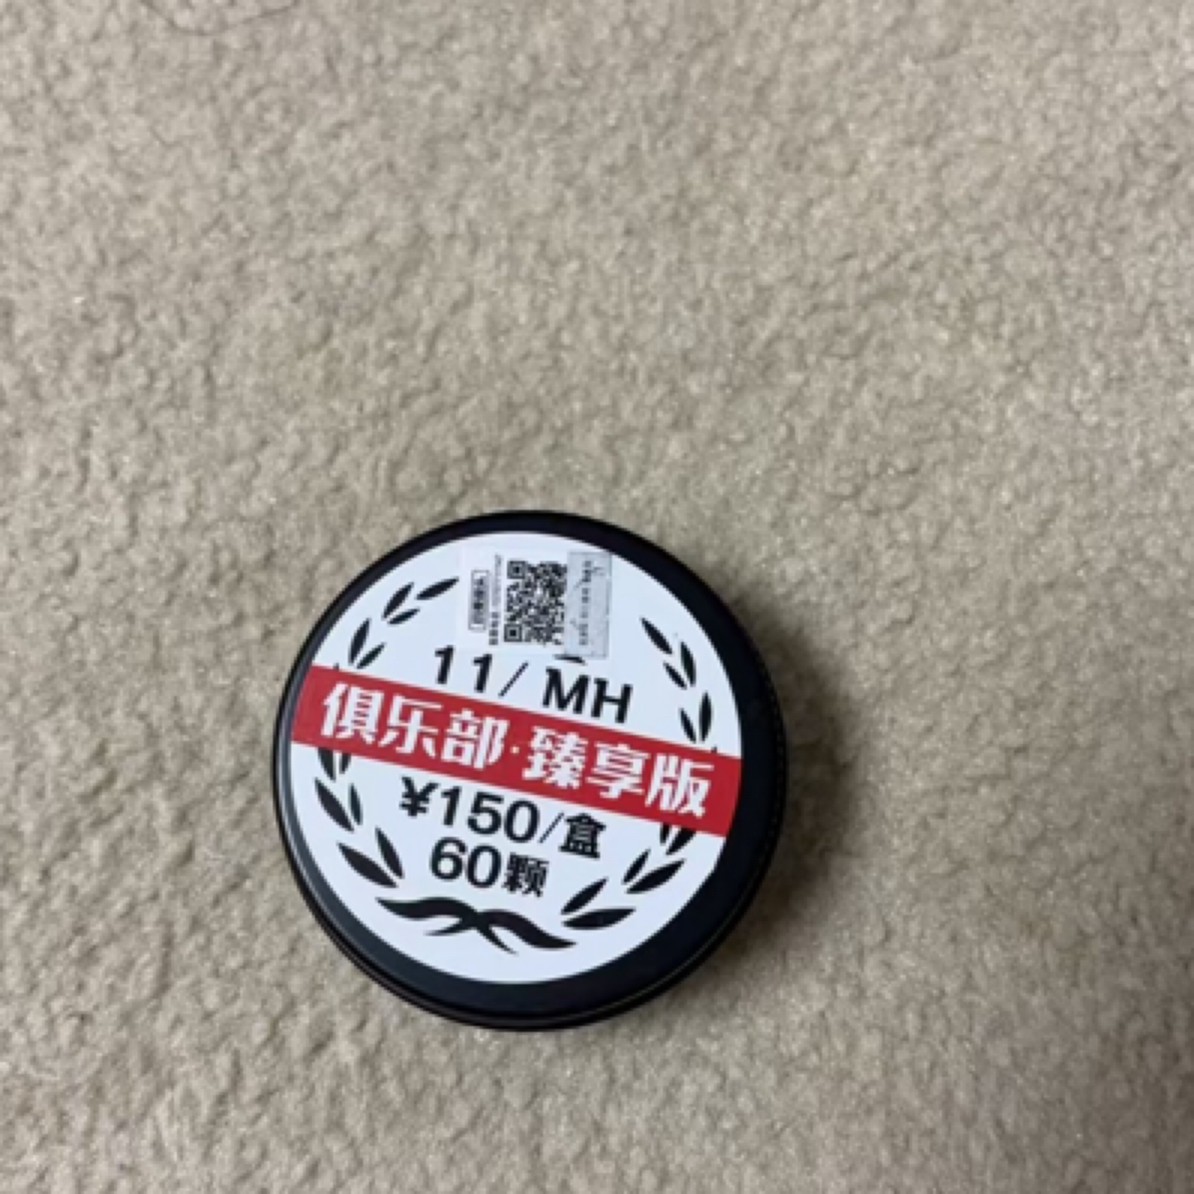 11/ MH
俱乐部·臻享版
¥150/盒
60颗